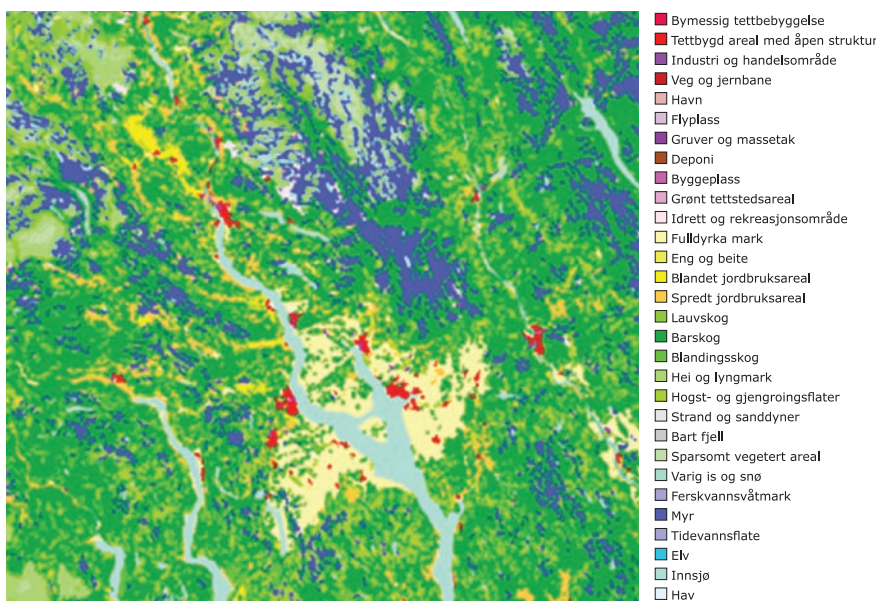 Bymessig tettbebyggelse
Tettbygd areal med åpen struktur
Industri og handelsområde
Veg og jernbane
Havn
Flyplass
Gruver og massetak
Deponi
Byggeplass
Grønt tettstedsareal
Idrett og rekreasjonsområde
Fulldyrka mark
Eng og beite
Blandet jordbruksareal
Spredt jordbruksareal
Lauvskog
Barskog
Blandingsskog
Hei og lyngmark
Hogst- og gjengroingsflater
Strand og sanddyner
Bart fjell
Sparsomt vegetert areal
Varig is og snø
Ferskvannsvåtmark
Myr
Tidevannsflate
Elv
Innsjø
Hav